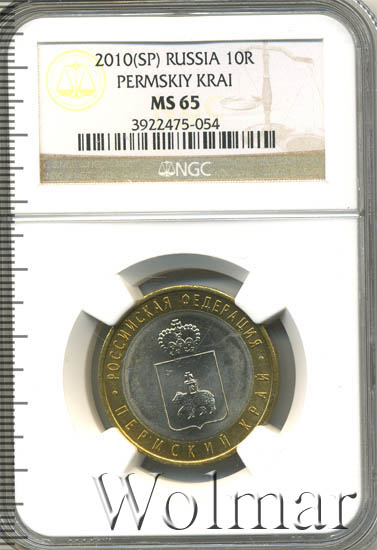 2010(SP) RUSSIA 10R
PERMSKIY KRAI
MS 65
3922475-054
NGC
РОССИЙСКАЯ ФЕДЕРАЦИЯ
ПЕРМСКИЙ КРАЙ
Wolmar